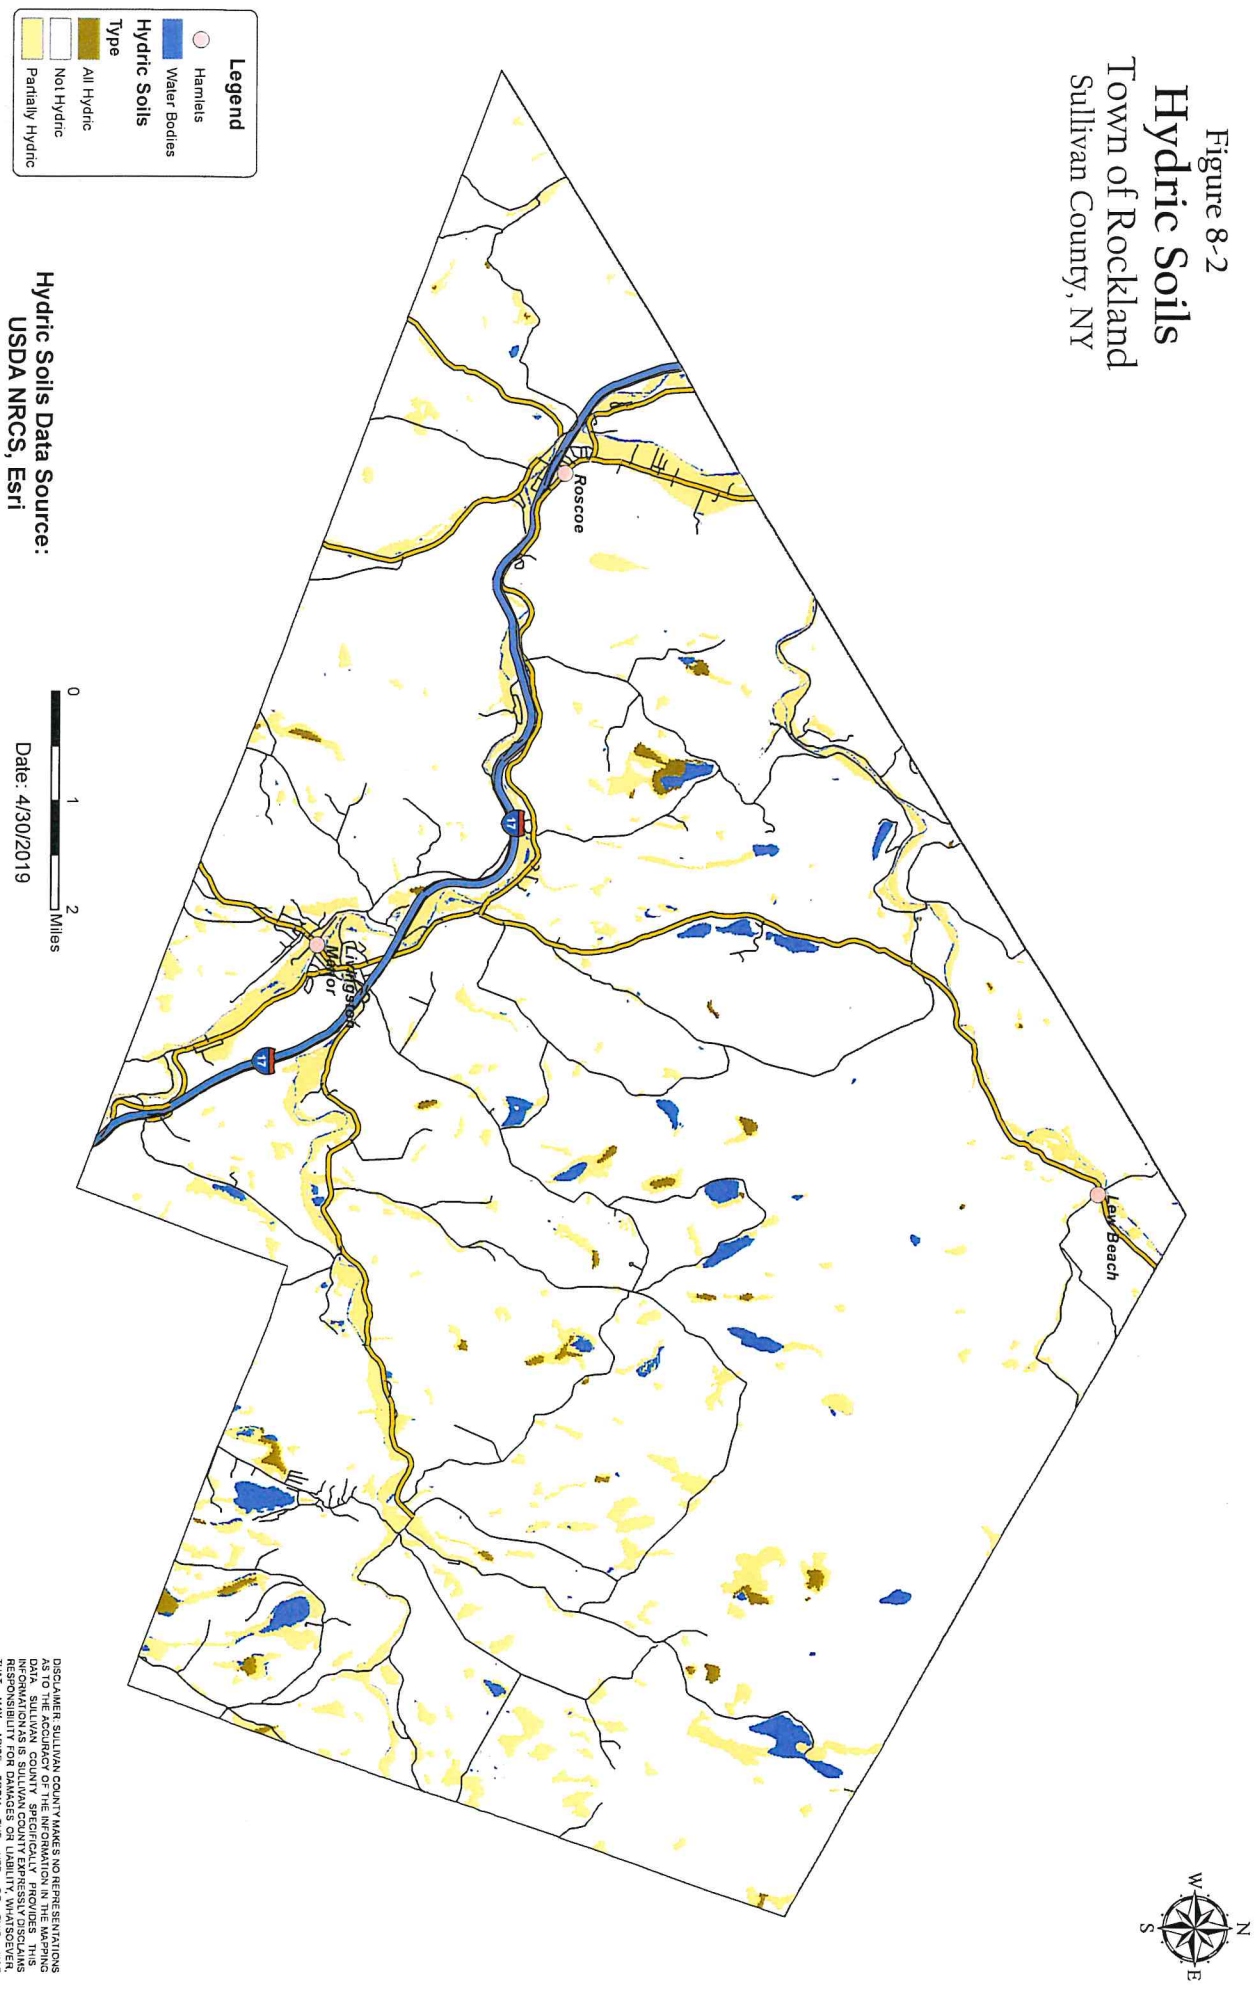 Figure 8-2
Hydric Soils
Town of Rockland
Sullivan County, NY
N
W
E
S
Lew Beach
Roscoe
17
Livingston
Manor
17
Legend
Hamlets
Water Bodies
Hydric Soils
Type
All Hydric
Not Hydric
Partially Hydric
Hydric Soils Data Source:
USDA NRCS, Esri
0
1
2
Miles
Date: 4/30/2019
DISCLAIMER: SULLIVAN COUNTY MAKES NO REPRESENTATIONS
AS TO THE ACCURACY OF THE INFORMATION IN THE MAPPING
DATA. SULLIVAN COUNTY SPECIFICALLY PROVIDES THIS
INFORMATION AS IS. SULLIVAN COUNTY EXPRESSLY DISCLAIMS
RESPONSIBILITY FOR DAMAGES OR LIABILITY, WHATSOEVER,